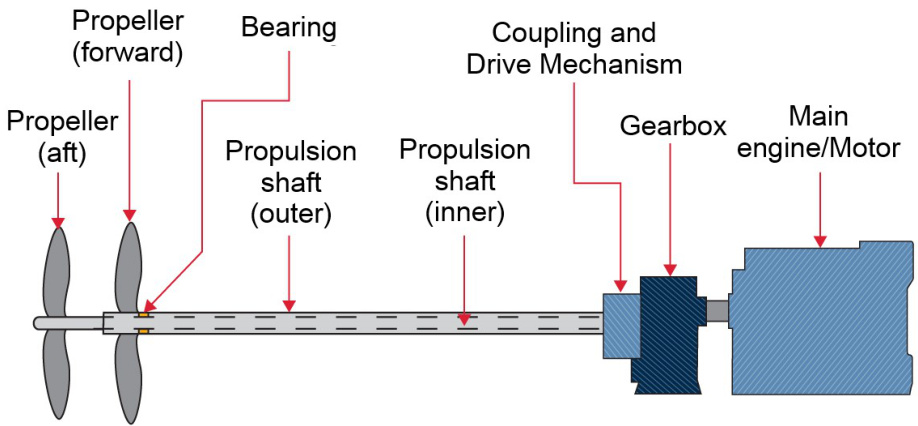 Propeller
(forward)
Bearing
Coupling and
Drive Mechanism
Propeller
(aft)
Propulsion
shaft
(outer)
Propulsion
shaft
(inner)
Gearbox
Main
engine/Motor